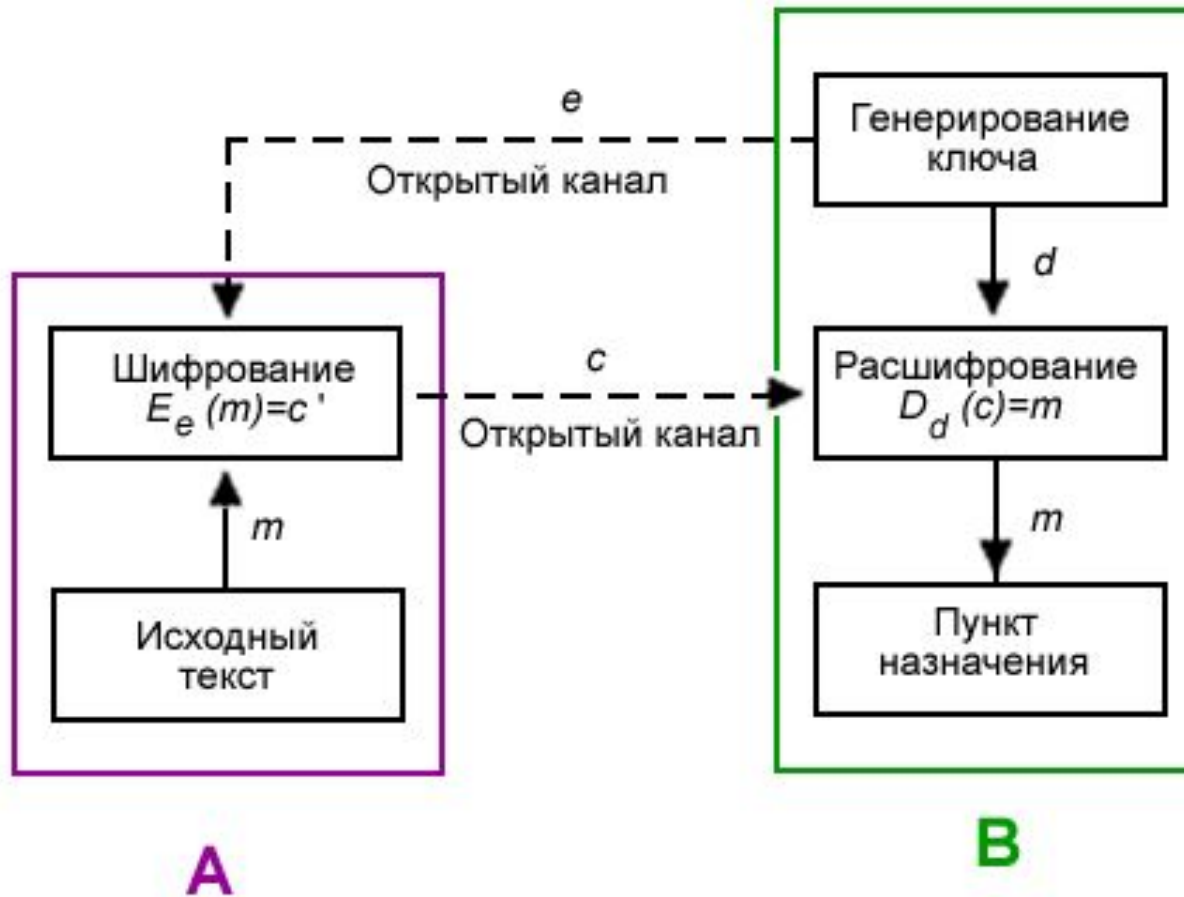 e
Открытый канал
Генерирование
ключа
d
Шифрование
E_e (m)=c '
c
Открытый канал
Расшифрование
D_d (c)=m
m
Исходный
текст
m
Пункт
назначения
A
B